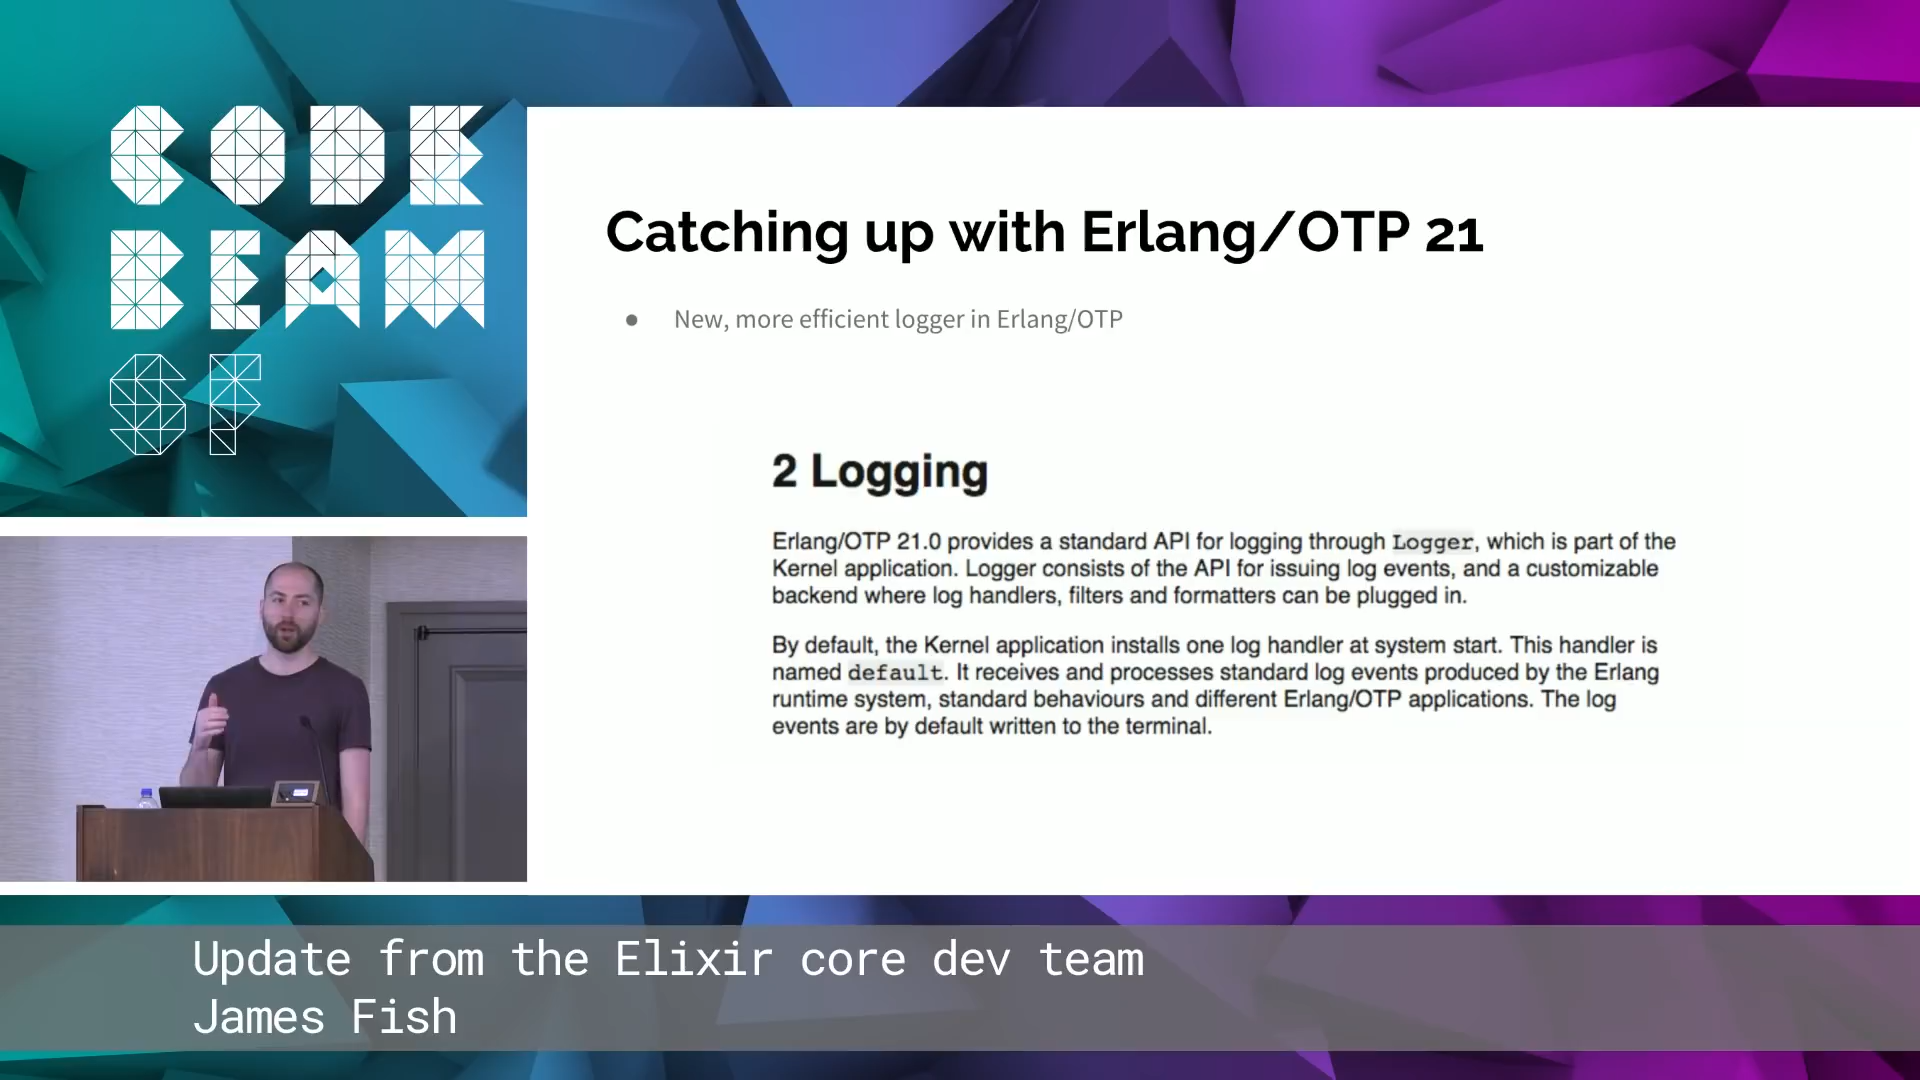 CODE
BEAM
SF
Catching up with Erlang/OTP 21
● New, more efficient logger in Erlang/OTP
2 Logging
Erlang/OTP 21.0 provides a standard API for logging through Logger, which is part of the
Kernel application. Logger consists of the API for issuing log events, and a customizable
backend where log handlers, filters and formatters can be plugged in.
By default, the Kernel application installs one log handler at system start. This handler is
named default. It receives and processes standard log events produced by the Erlang
runtime system, standard behaviours and different Erlang/OTP applications. The log
events are by default written to the terminal.
Update from the Elixir core dev team
James Fish